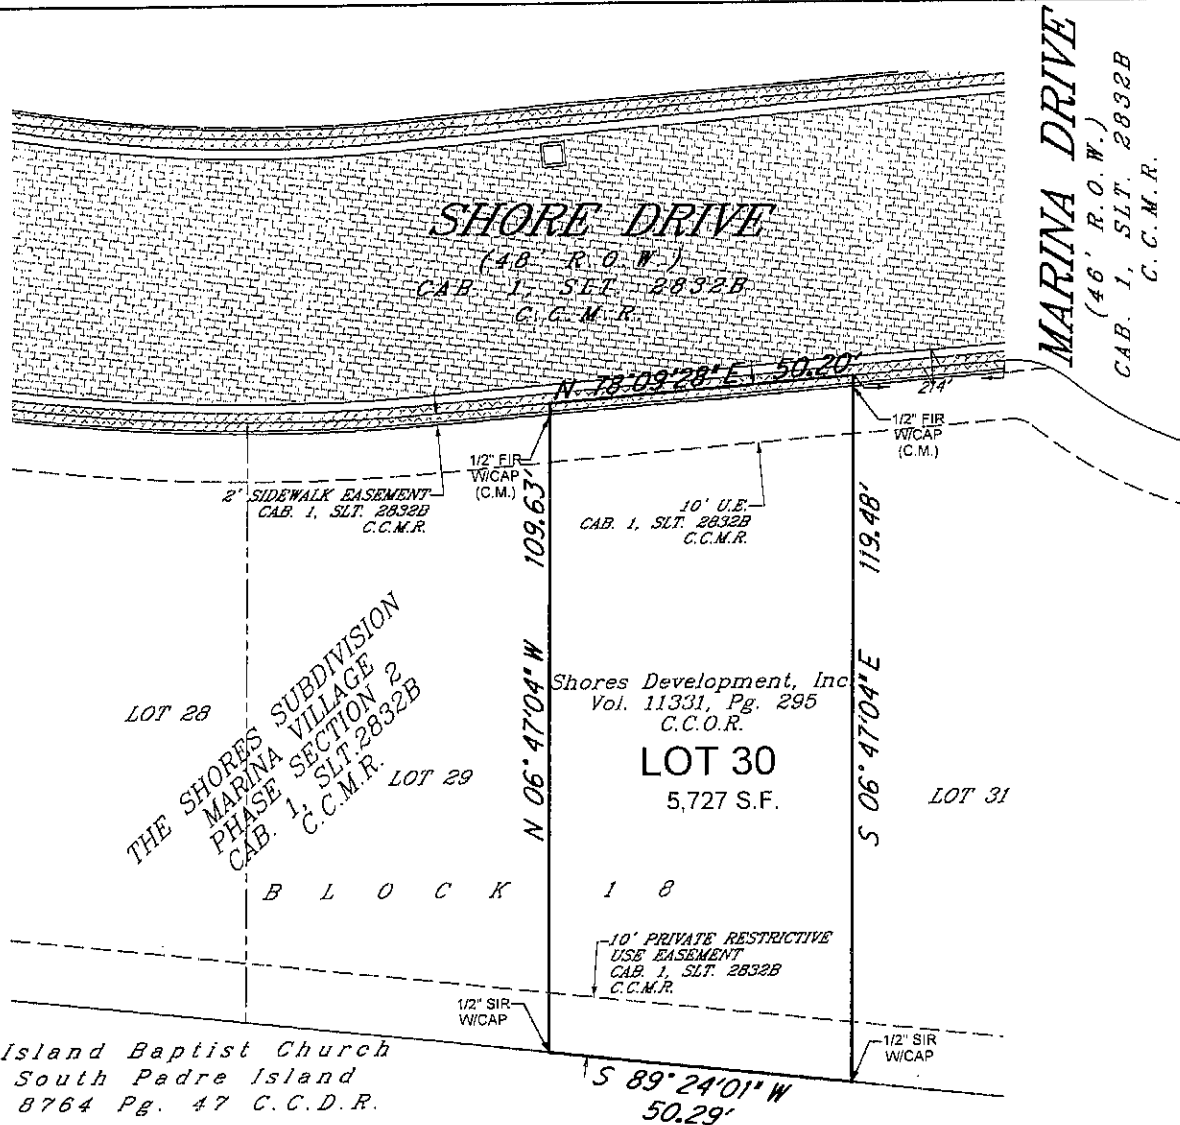 MARINA DRIVE
(46' R.O.W.)
CAB. 1, SLT. 2832B
C.C.M.R.
SHORE DRIVE
(48' R.O.W.)
CAB. 1, SLT. 2832B
C.C.M.R.
N 78°09'28" E 50.20'
1/2" FIR
W/CAP
(C.M.)
1/2" FIR
W/CAP
(C.M.)
2' SIDEWALK EASEMENT
CAB. 1, SLT. 2832B
C.C.M.R.
10' U.E.
CAB. 1, SLT. 2832B
C.C.M.R.
109.63'
N 06°47'04" W
119.48'
S 06°47'04" E
THE SHORES SUBDIVISION
MARINA VILLAGE
PHASE SECTION 2
CAB. 1, SLT.2832B
C.C.M.R.
Shores Development, Inc
Vol. 11331, Pg. 295
C.C.O.R.
LOT 30
5,727 S.F.
LOT 28
LOT 29
LOT 31
BLOCK 18
10' PRIVATE RESTRICTIVE
USE EASEMENT
CAB. 1, SLT. 2832B
C.C.M.R.
1/2" SIR
W/CAP
1/2" SIR
W/CAP
Island Baptist Church
South Padre Island
8764 Pg. 47 C.C.D.R.
S 89°24'01" W
50.29'